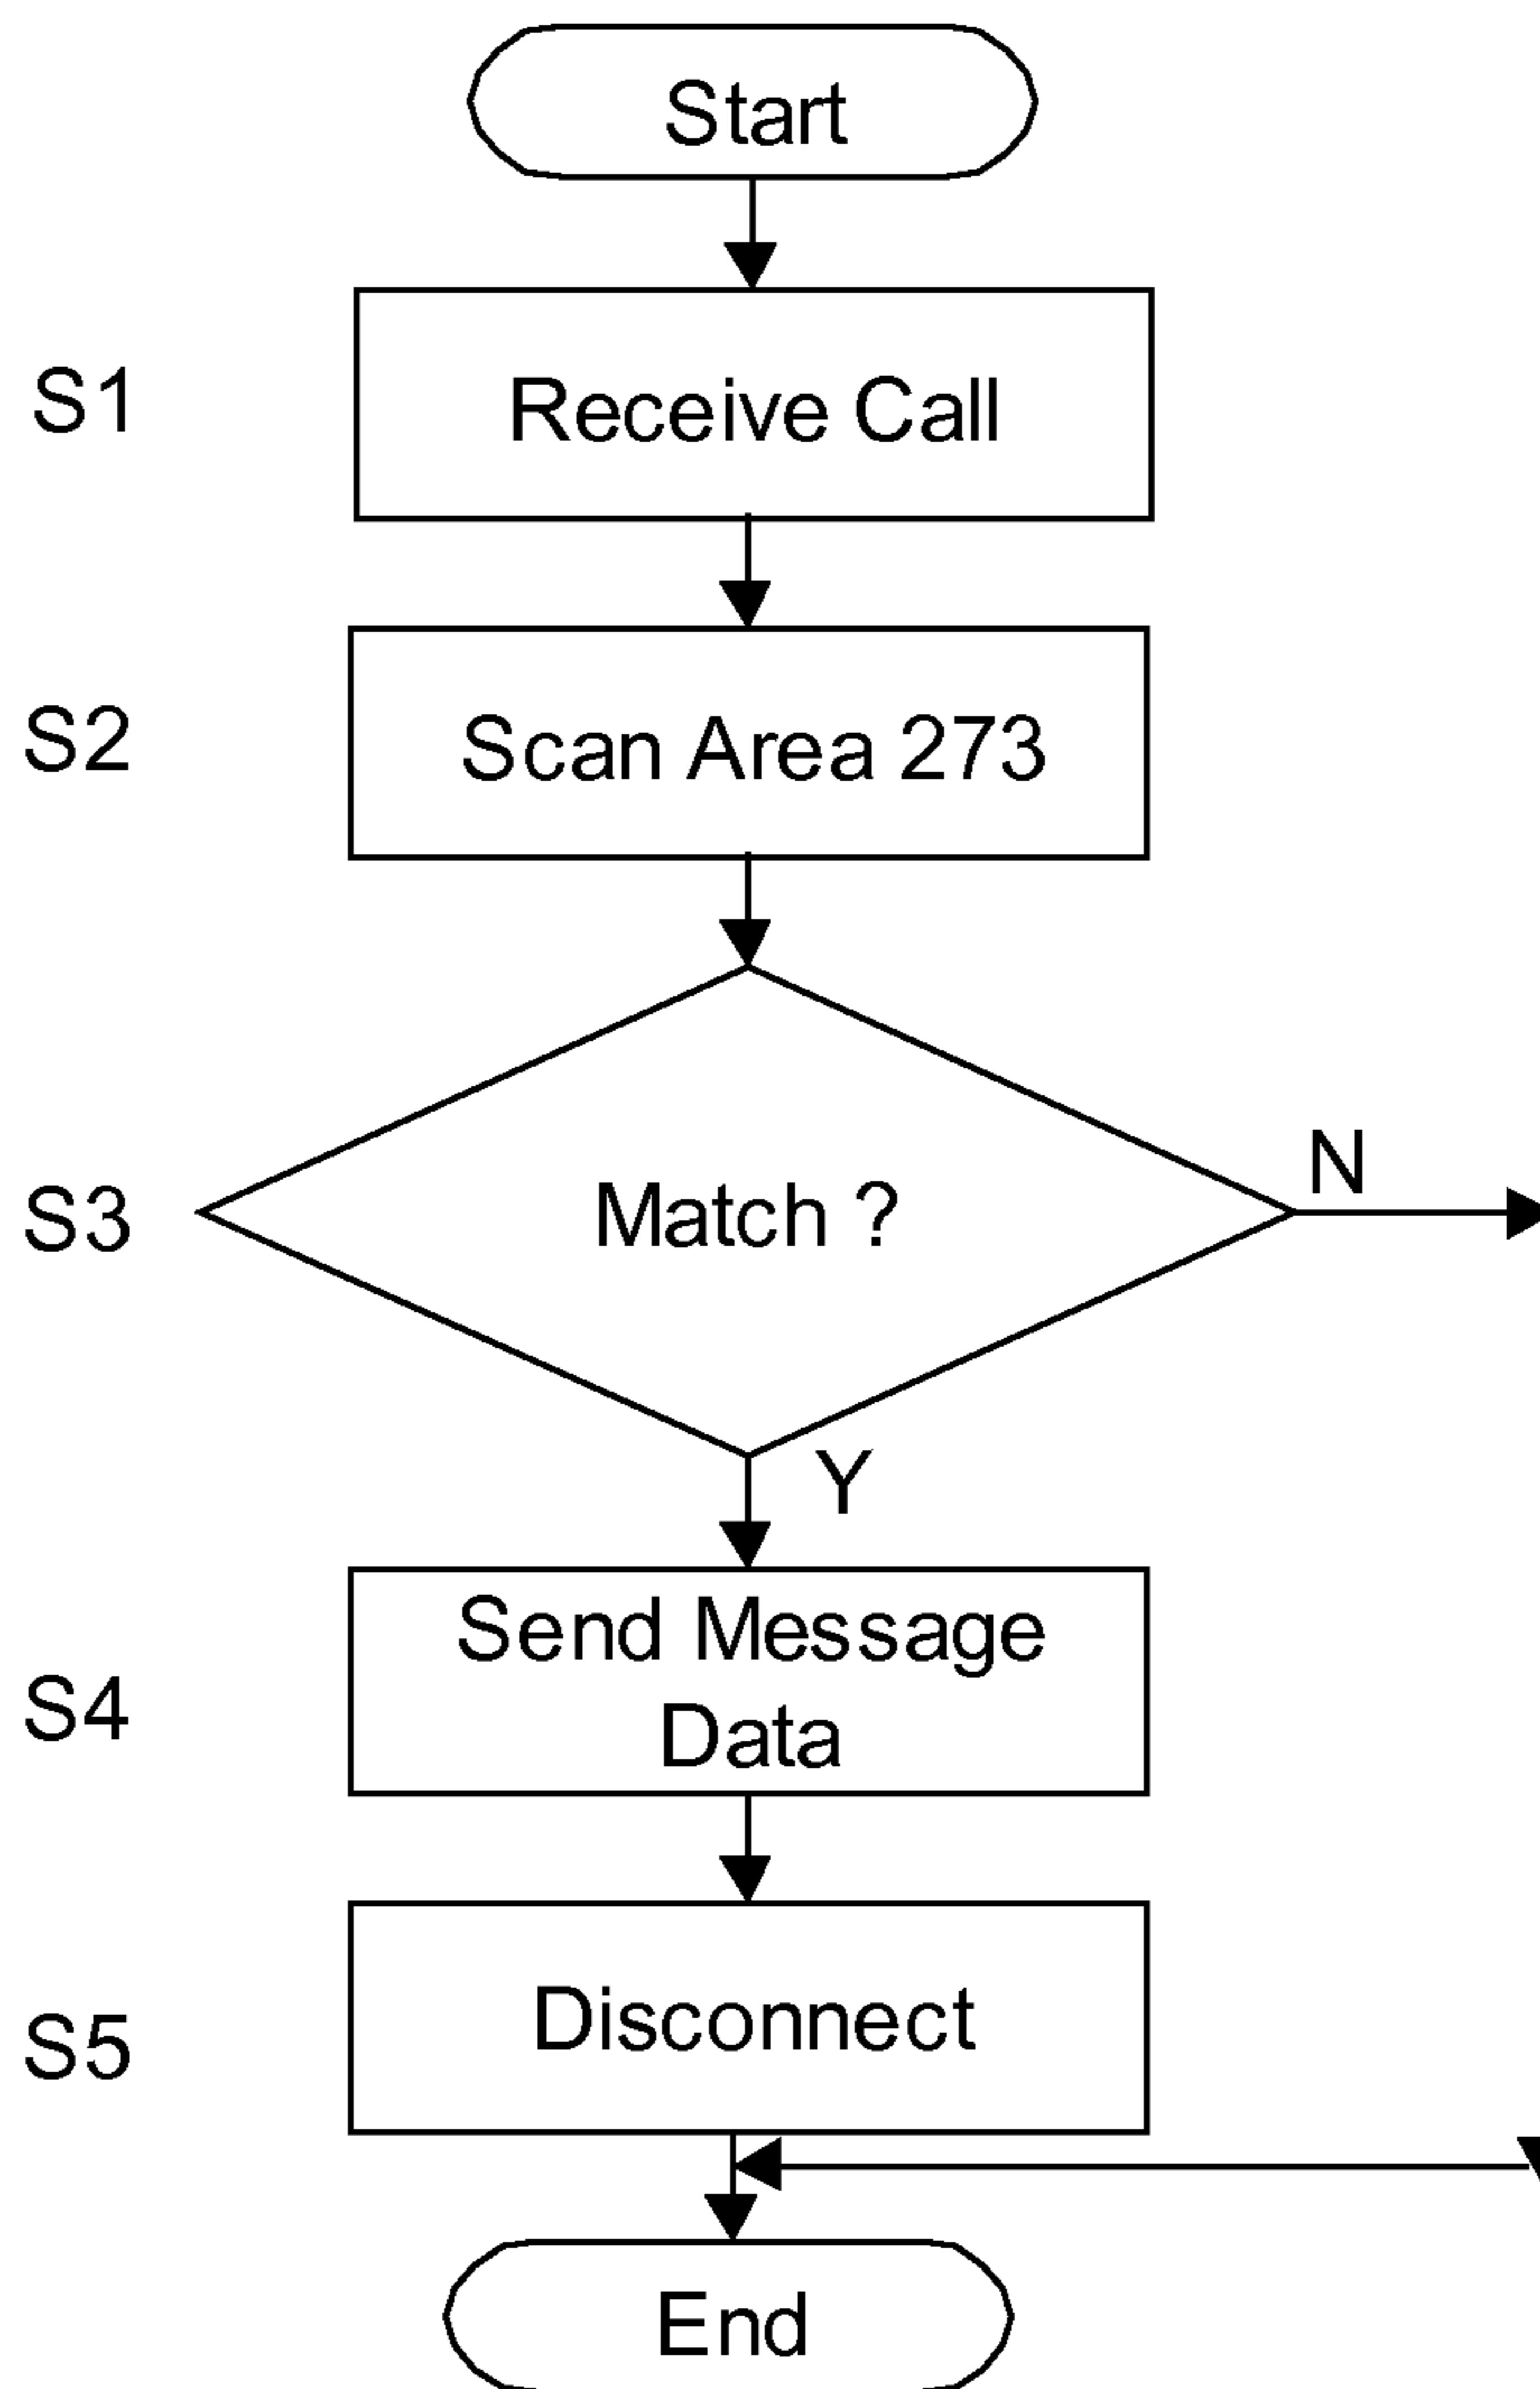 Start
S1
Receive Call
S2
Scan Area 273
S3
Match ?
N
Y
S4
Send Message
Data
S5
Disconnect
End